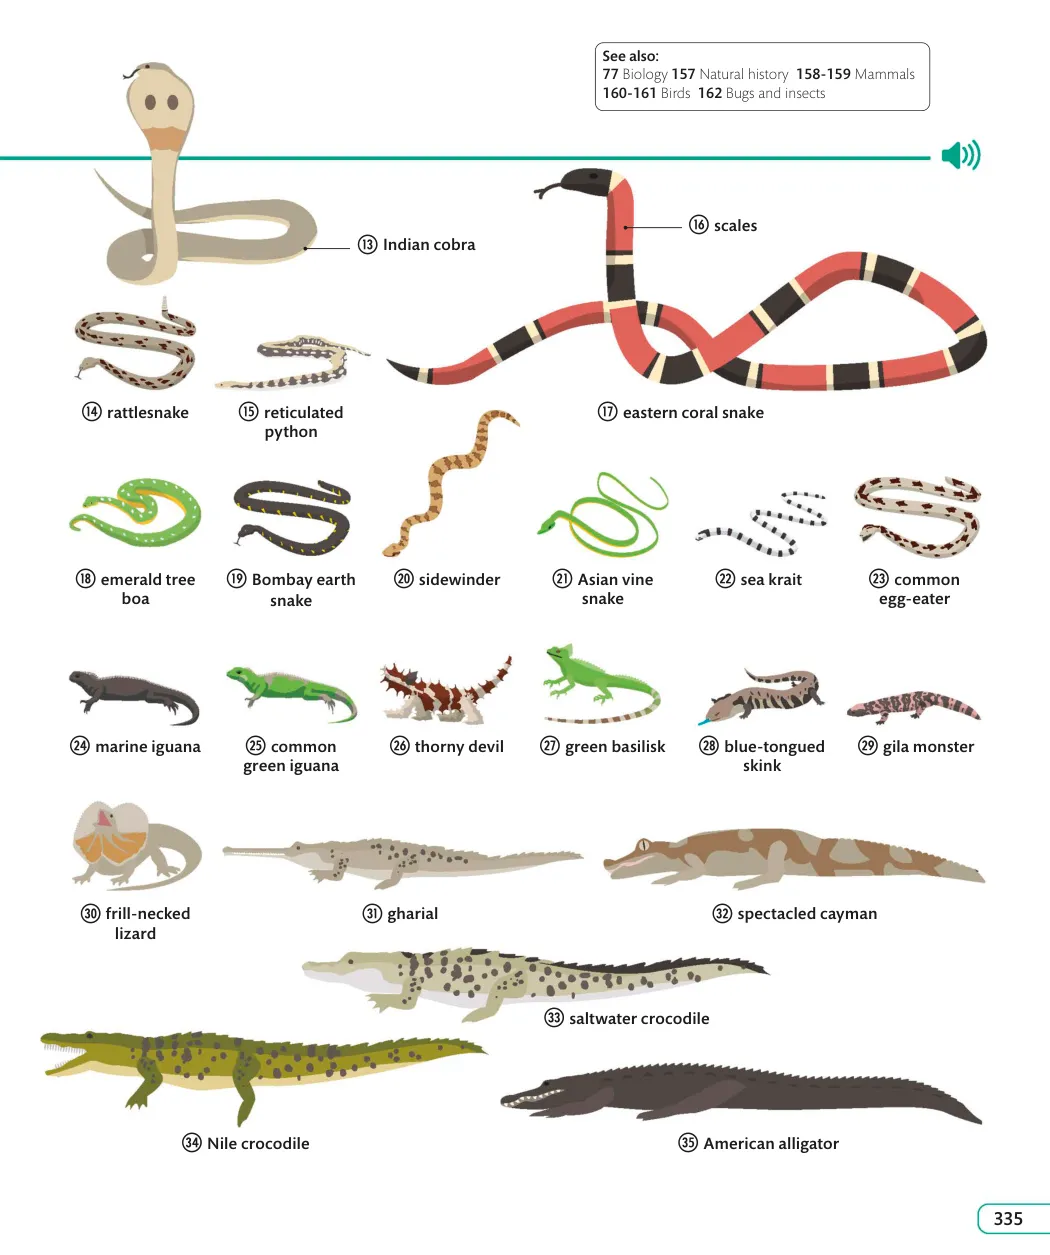 See also:
77 Biology 157 Natural history 158-159 Mammals
160-161 Birds 162 Bugs and insects
⑯ scales
⑬ Indian cobra
⑭ rattlesnake
⑮ reticulated
python
⑰ eastern coral snake
⑱ emerald tree
boa
⑲ Bombay earth
snake
⑳ sidewinder
㉑ Asian vine
snake
㉒ sea krait
㉓ common
egg-eater
㉔ marine iguana
㉕ common
green iguana
㉖ thorny devil
㉗ green basilisk
㉘ blue-tongued
skink
㉙ gila monster
㉚ frill-necked
lizard
㉛ gharial
㉜ spectacled cayman
㉝ saltwater crocodile
㉞ Nile crocodile
㉟ American alligator
335